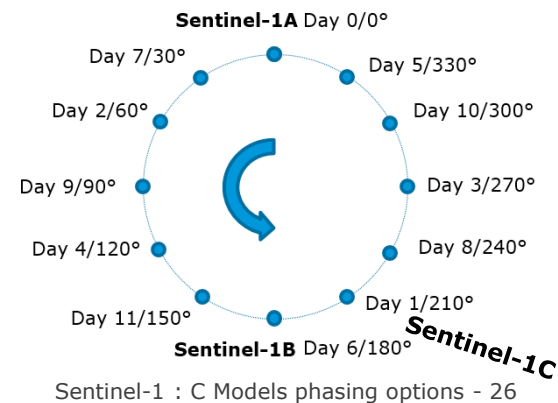 Sentinel-1A Day 0/0°
Day 7/30°
Day 5/330°
Day 2/60°
Day 10/300°
Day 9/90°
Day 3/270°
Day 4/120°
Day 8/240°
Day 11/150°
Day 1/210°
Sentinel-1C
Sentinel-1B Day 6/180°
Sentinel-1 : C Models phasing options - 26